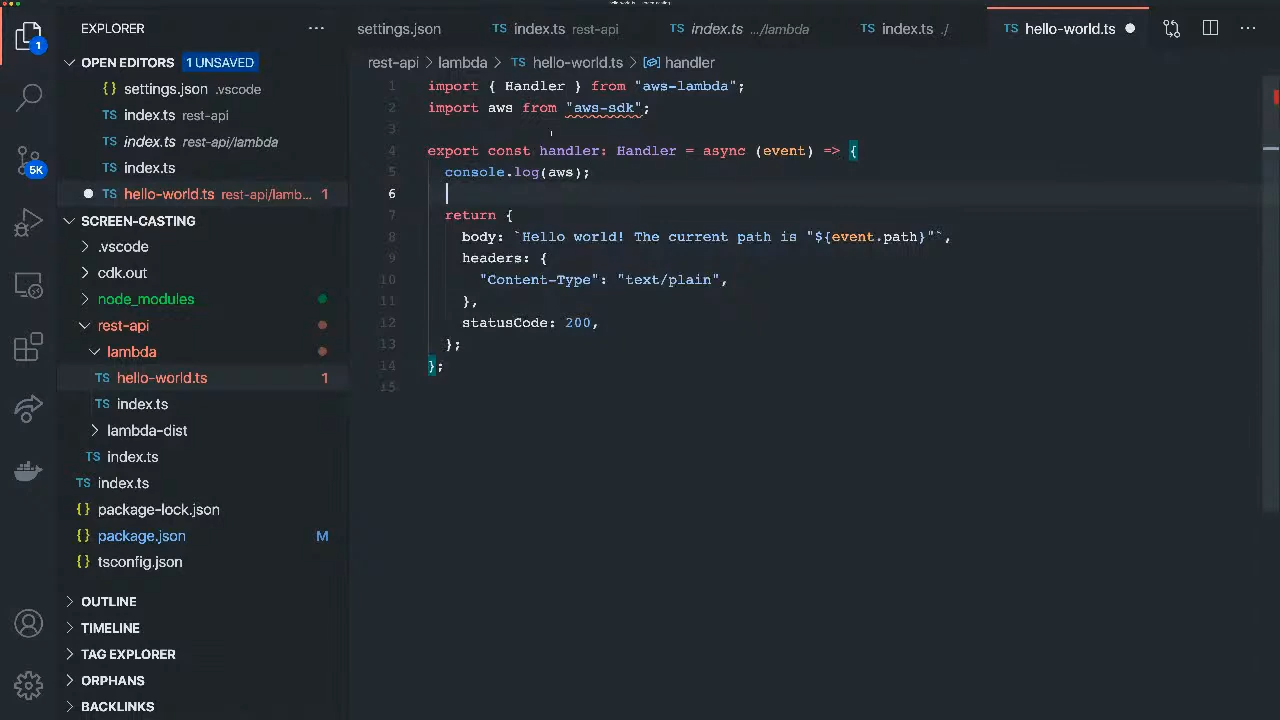 EXPLORER
settings.json
TS index.ts rest-api
TS index.ts .../lambda
TS index.ts ./
TS hello-world.ts
1
5K
OPEN EDITORS 1 UNSAVED
{} settings.json .vscode
TS index.ts rest-api
TS index.ts rest-api/lambda
TS index.ts
TS hello-world.ts rest-api/lamb... 1
SCREEN-CASTING
.vscode
cdk.out
node_modules
rest-api
lambda
TS hello-world.ts 1
TS index.ts
lambda-dist
TS index.ts
TS index.ts
{} package-lock.json
{} package.json M
{} tsconfig.json
OUTLINE
TIMELINE
TAG EXPLORER
ORPHANS
BACKLINKS
rest-api > lambda > TS hello-world.ts > handler
1 import { Handler } from "aws-lambda";
2 import aws from "aws-sdk";
3
4 export const handler: Handler = async (event) => {
5 console.log(aws);
6
7 return {
8 body: `Hello world! The current path is "${event.path}"`,
9 headers: {
10 "Content-Type": "text/plain",
11 },
12 statusCode: 200,
13 };
14 };
15